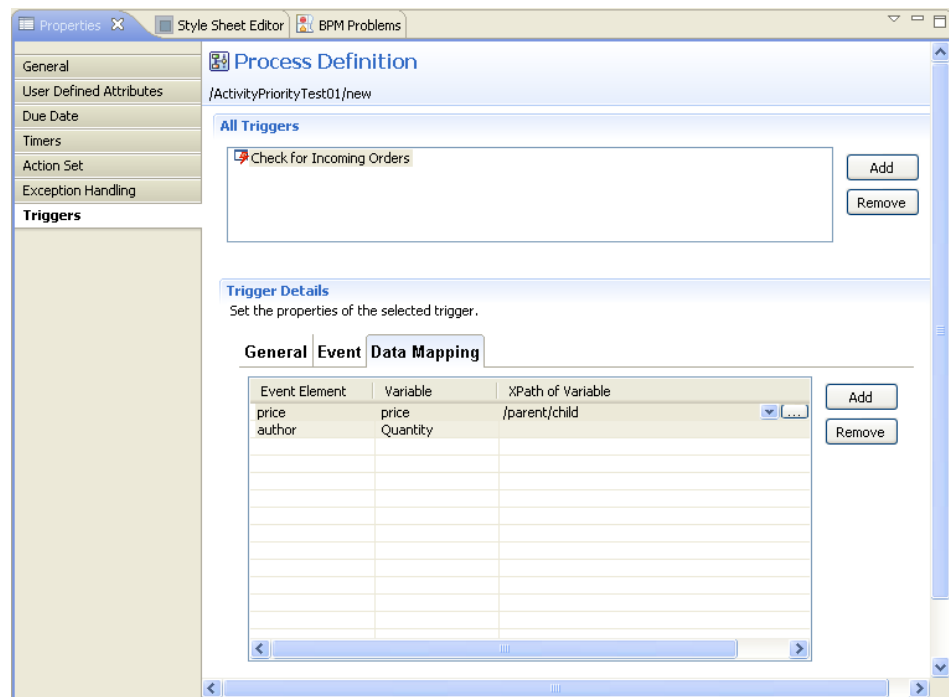 Properties Style Sheet Editor BPM Problems
General
User Defined Attributes
Due Date
Timers
Action Set
Exception Handling
Triggers
Process Definition
/ActivityPriorityTest01/new
All Triggers
Check for Incoming Orders
Add
Remove
Trigger Details
Set the properties of the selected trigger.
General Event Data Mapping
Event Element Variable XPath of Variable
price price /parent/child ...
author Quantity
Add
Remove